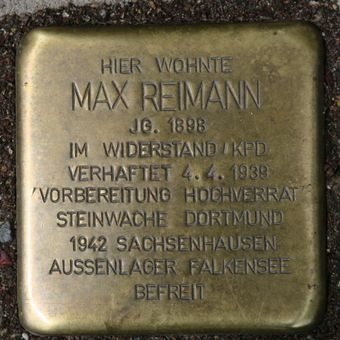 HIER WOHNTE
MAX REIMANN
JG. 1898
IM WIDERSTAND / KPD
VERHAFTET 4.4.1939
'VORBEREITUNG HOCHVERRAT'
STEINWACHE DORTMUND
1942 SACHSENHAUSEN
AUSSENLAGER FALKENSEE
BEFREIT